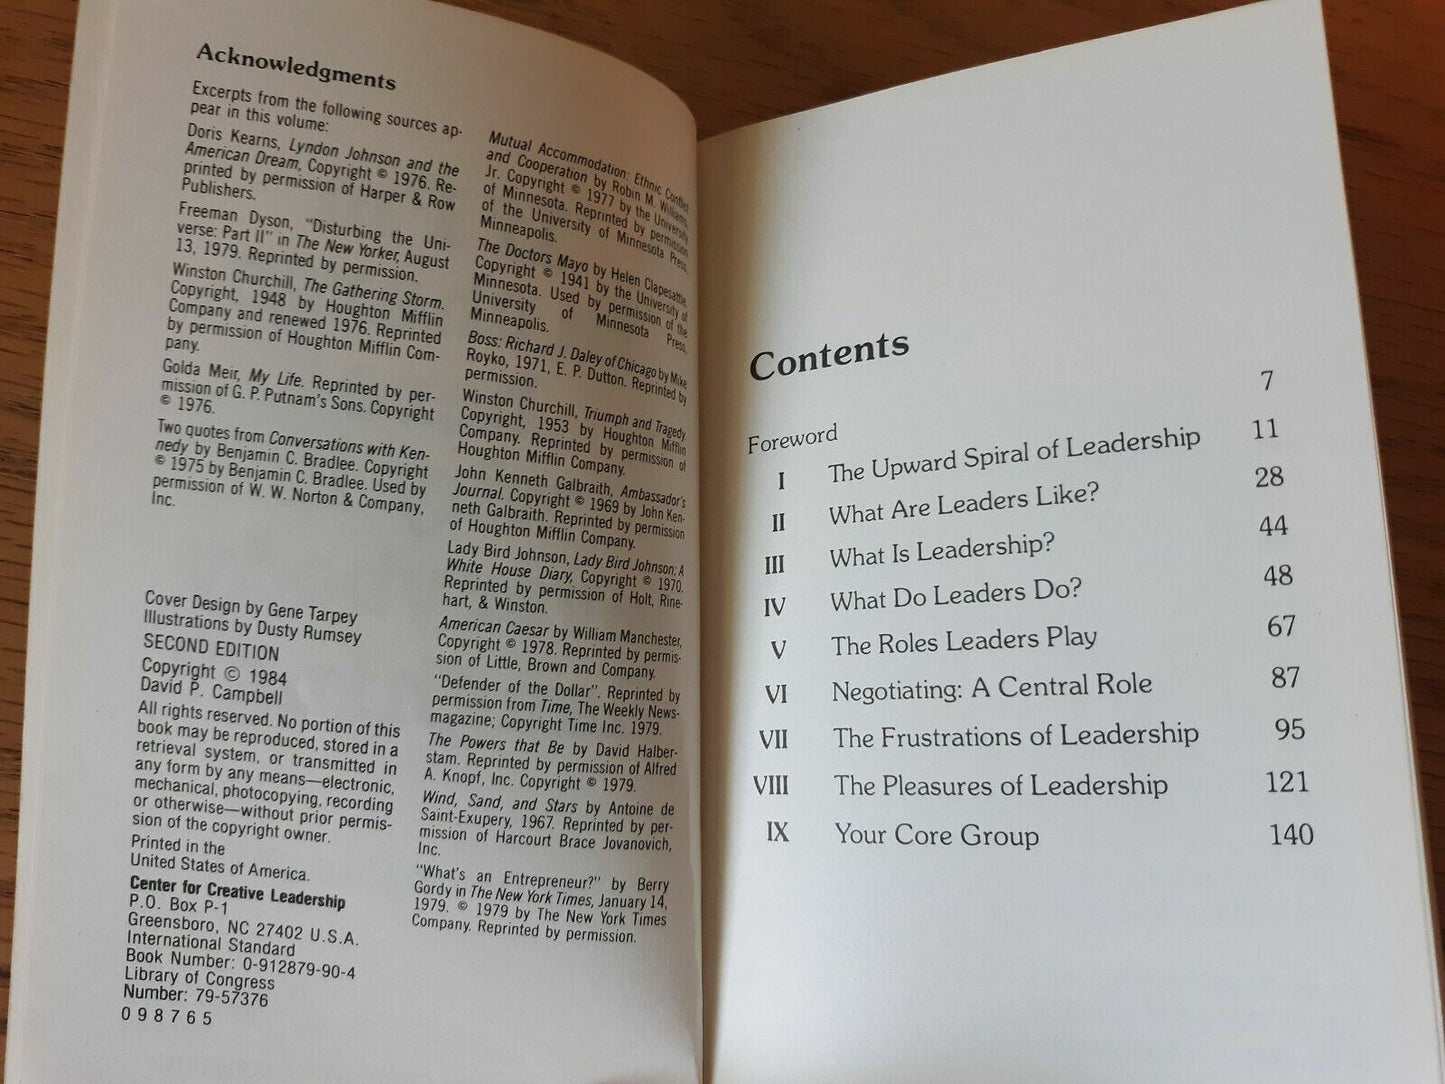 Acknowledgments
Excerpts from the following sources ap-
pear in this volume:
Doris Kearns, Lyndon Johnson and the
American Dream, Copyright © 1976. Re-
printed by permission of Harper & Row
Publishers.
Freeman Dyson, "Disturbing the Uni-
verse: Part II" in The New Yorker, August
13, 1979. Reprinted by permission.
Winston Churchill, The Gathering Storm.
Copyright, 1948 by Houghton Mifflin
Company and renewed 1976. Reprinted
by permission of Houghton Mifflin Com-
pany.
Golda Meir, My Life. Reprinted by per-
mission of G. P. Putnam's Sons. Copyright
© 1976.
Two quotes from Conversations with Ken-
nedy by Benjamin C. Bradlee. Copyright
© 1975 by Benjamin C. Bradlee. Used by
permission of W. W. Norton & Company,
Inc.
Cover Design by Gene Tarpey
Illustrations by Dusty Rumsey
SECOND EDITION
Copyright © 1984
David P. Campbell
All rights reserved. No portion of this
book may be reproduced, stored in a
retrieval system, or transmitted in
any form by any means—electronic,
mechanical, photocopying, recording
or otherwise—without prior permis-
sion of the copyright owner.
Printed in the
United States of America.
Center for Creative Leadership
P.O. Box P-1
Greensboro, NC 27402 U.S.A.
International Standard
Book Number: 0-912879-90-4
Library of Congress
Number: 79-57376
0 9 8 7 6 5
Mutual Accommodation: Ethnic Conflict
and Cooperation by Robin M. Williams,
Jr. Copyright © 1977 by the University
of Minnesota. Reprinted by permission
of the University of Minnesota Press,
Minneapolis.
The Doctors Mayo by Helen Clapesattle.
Copyright © 1941 by the University of
Minnesota. Used by permission of the
University of Minnesota Press,
Minneapolis.
Boss: Richard J. Daley of Chicago by Mike
Royko, 1971, E. P. Dutton. Reprinted by
permission.
Winston Churchill, Triumph and Tragedy.
Copyright, 1953 by Houghton Mifflin
Company. Reprinted by permission of
Houghton Mifflin Company.
John Kenneth Galbraith, Ambassador's
Journal. Copyright © 1969 by John Ken-
neth Galbraith. Reprinted by permission
of Houghton Mifflin Company.
Lady Bird Johnson, Lady Bird Johnson: A
White House Diary, Copyright © 1970.
Reprinted by permission of Holt, Rine-
hart, & Winston.
American Caesar by William Manchester,
Copyright © 1978. Reprinted by permis-
sion of Little, Brown and Company.
"Defender of the Dollar". Reprinted by
permission from Time, The Weekly News-
magazine; Copyright Time Inc. 1979.
The Powers that Be by David Halber-
stam. Reprinted by permission of Alfred
A. Knopf, Inc. Copyright © 1979.
Wind, Sand, and Stars by Antoine de
Saint-Exupery, 1967. Reprinted by per-
mission of Harcourt Brace Jovanovich,
Inc.
"What's an Entrepreneur?" by Berry
Gordy in The New York Times, January 14,
1979. © 1979 by The New York Times
Company. Reprinted by permission.
Contents
Foreword 7
I The Upward Spiral of Leadership 11
II What Are Leaders Like? 28
III What Is Leadership? 44
IV What Do Leaders Do? 48
V The Roles Leaders Play 67
VI Negotiating: A Central Role 87
VII The Frustrations of Leadership 95
VIII The Pleasures of Leadership 121
IX Your Core Group 140